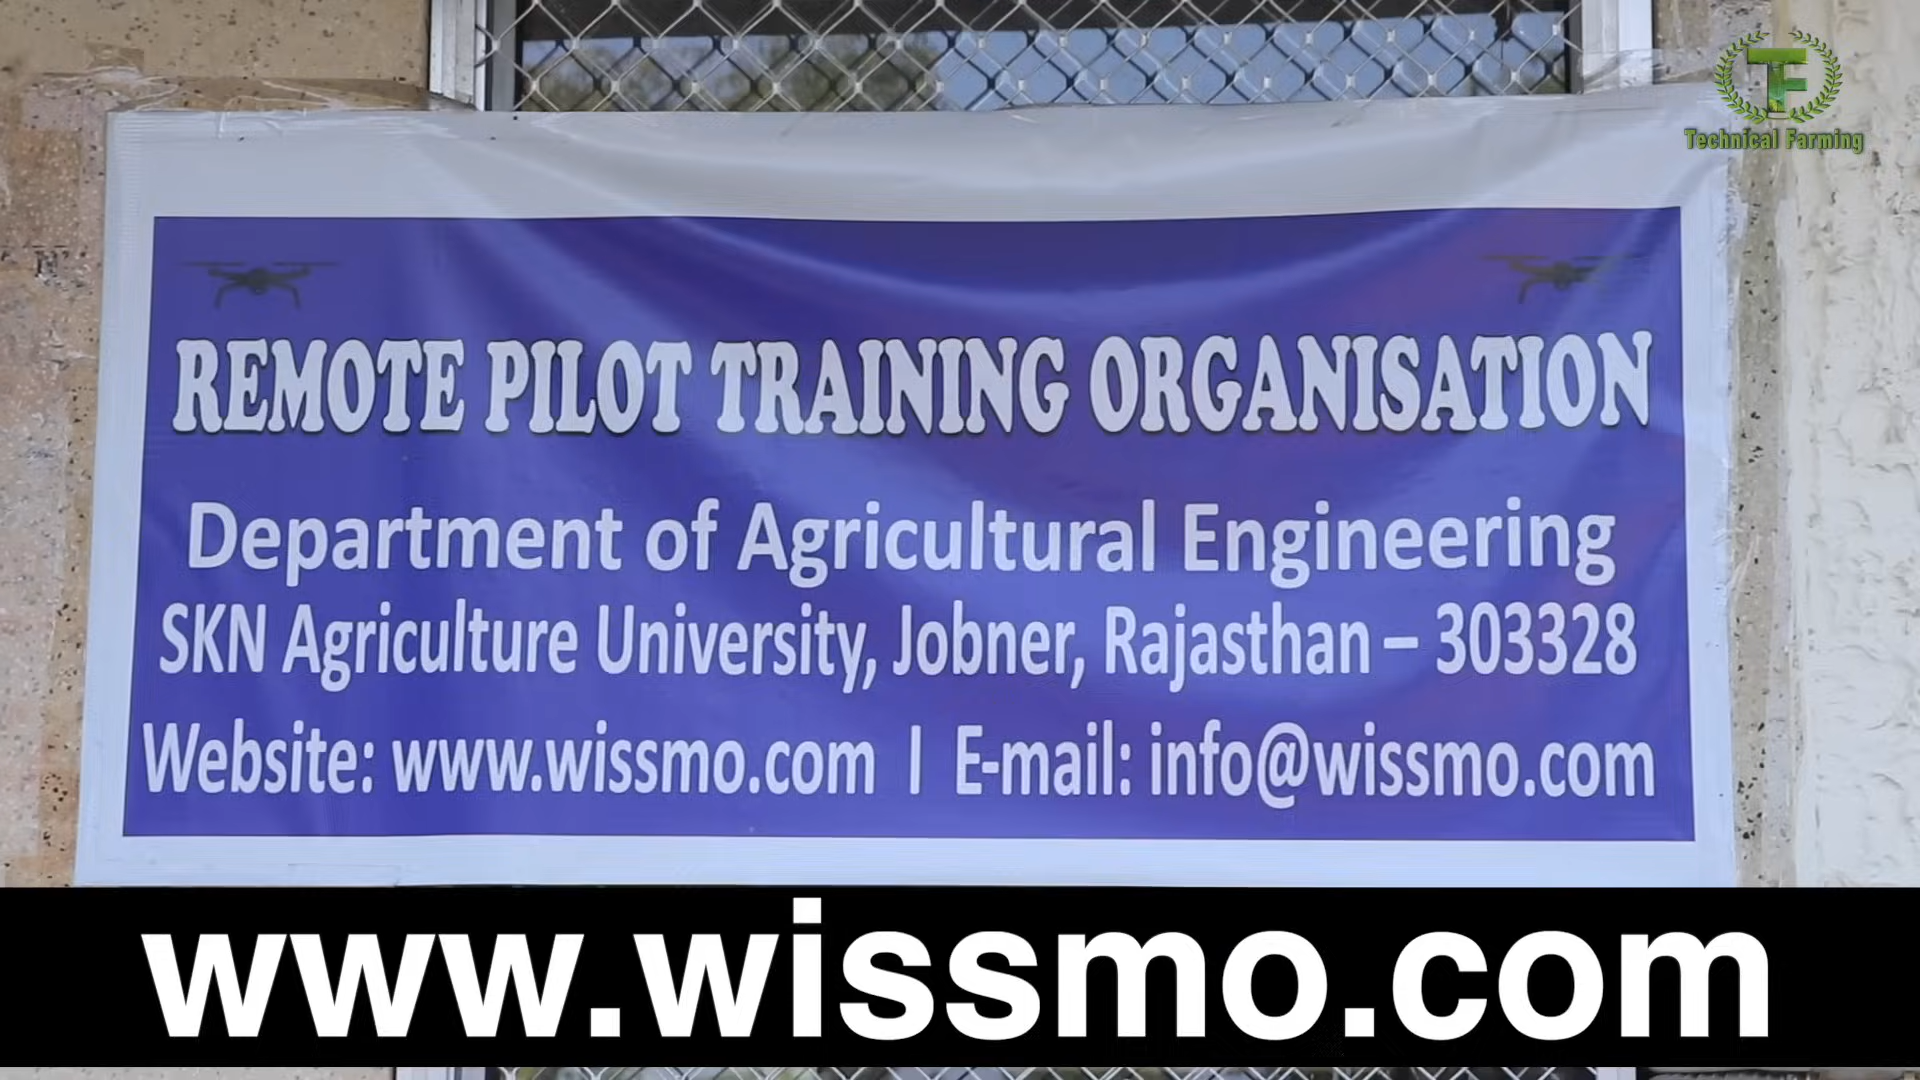 TF
Technical Farming
REMOTE PILOT TRAINING ORGANISATION
Department of Agricultural Engineering
SKN Agriculture University, Jobner, Rajasthan – 303328
Website: www.wissmo.com I E-mail: info@wissmo.com
www.wissmo.com